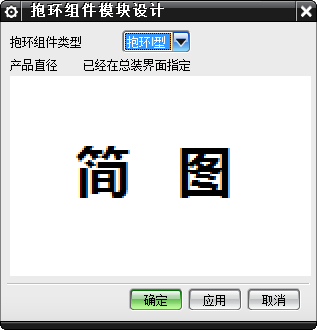 抱环组件模块设计
抱环组件类型 抱环I型
产品直径 已经在总装界面指定
简 图
确定 应用 取消